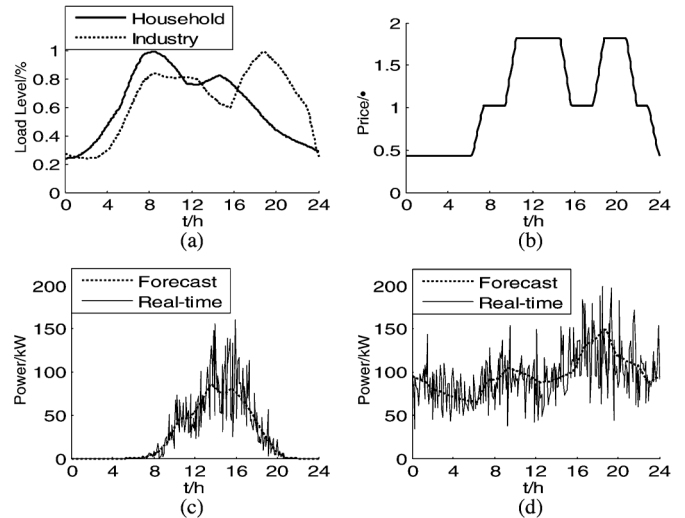 Household
Industry
Load Level/%
1
0.8
0.6
0.4
0.2
0
0 4 8 12 16 20 24
t/h
(a)
Price/•
2
1.5
1
0.5
0
0 4 8 12 16 20 24
t/h
(b)
Forecast
Real-time
Power/kW
200
150
100
50
0
0 4 8 12 16 20 24
t/h
(c)
Forecast
Real-time
Power/kW
200
150
100
50
0
0 4 8 12 16 20 24
t/h
(d)